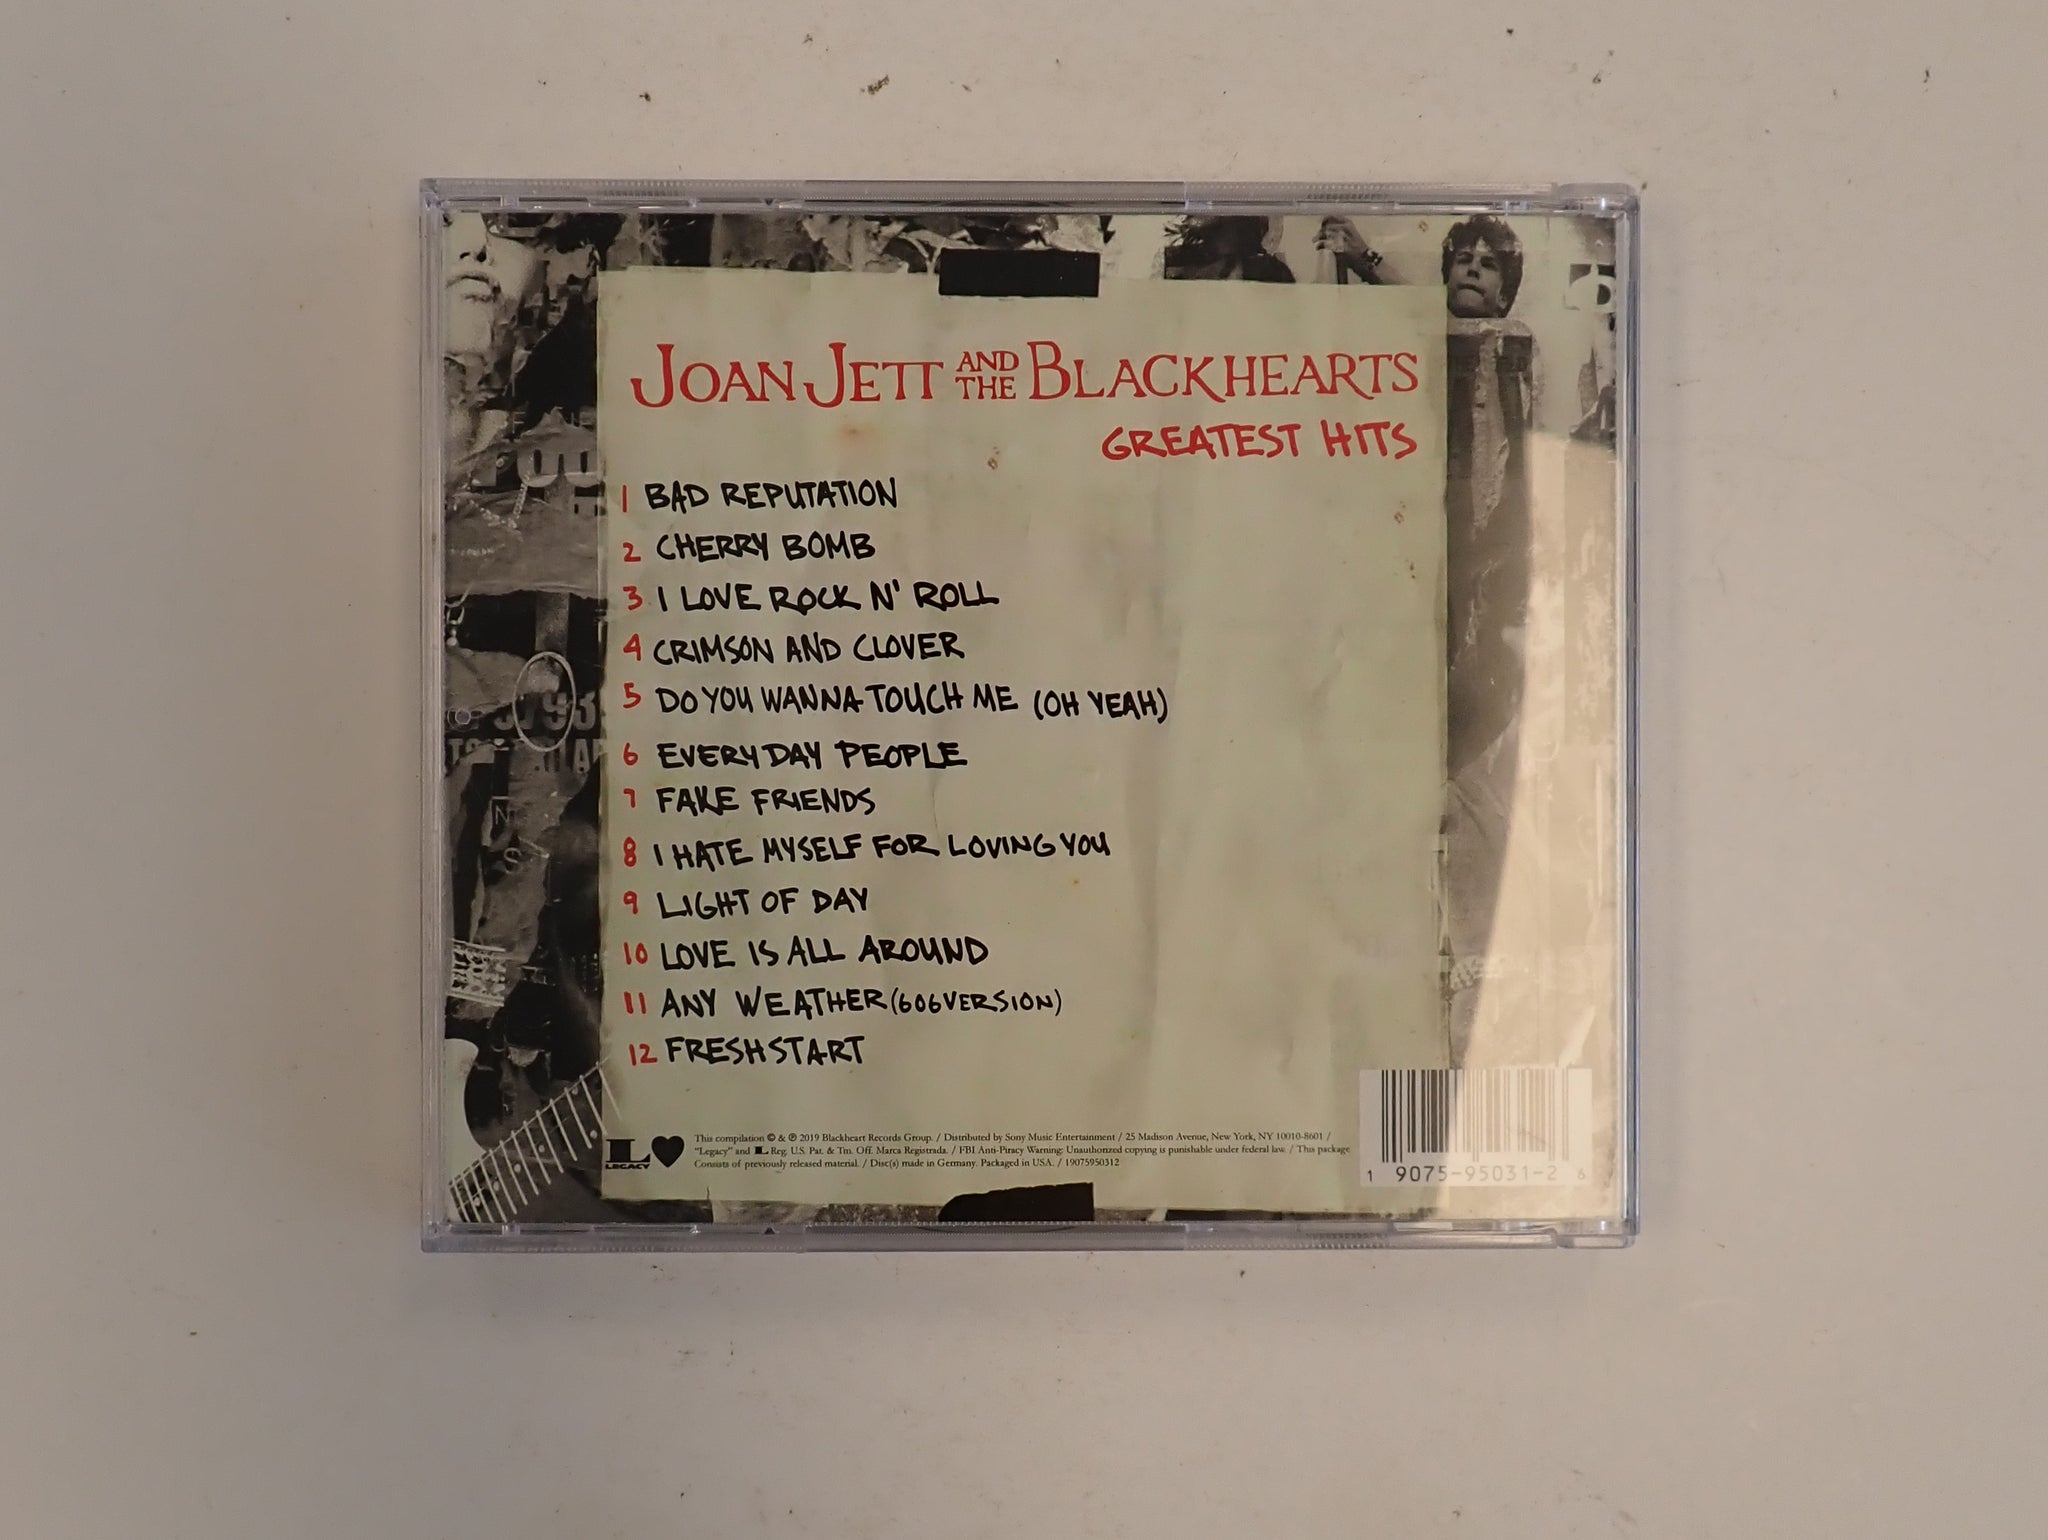 JOAN JETT AND THE BLACKHEARTS
GREATEST HITS
1 BAD REPUTATION
2 CHERRY BOMB
3 I LOVE ROCK N' ROLL
4 CRIMSON AND CLOVER
5 DO YOU WANNA TOUCH ME (OH YEAH)
6 EVERYDAY PEOPLE
7 FAKE FRIENDS
8 I HATE MYSELF FOR LOVING YOU
9 LIGHT OF DAY
10 LOVE IS ALL AROUND
11 ANY WEATHER (606 VERSION)
12 FRESH START
L LEGACY
This compilation © & ℗ 2019 Blackheart Records Group. / Distributed by Sony Music Entertainment / 25 Madison Avenue, New York, NY 10010-8601 /
"Legacy" and L Reg. U.S. Pat. & Tm. Off. Marca Registrada. / FBI Anti-Piracy Warning: Unauthorized copying is punishable under federal law. / This package
Consists of previously released material. / Disc(s) made in Germany. Packaged in USA. / 19075950312
1 9075-95031-2 6